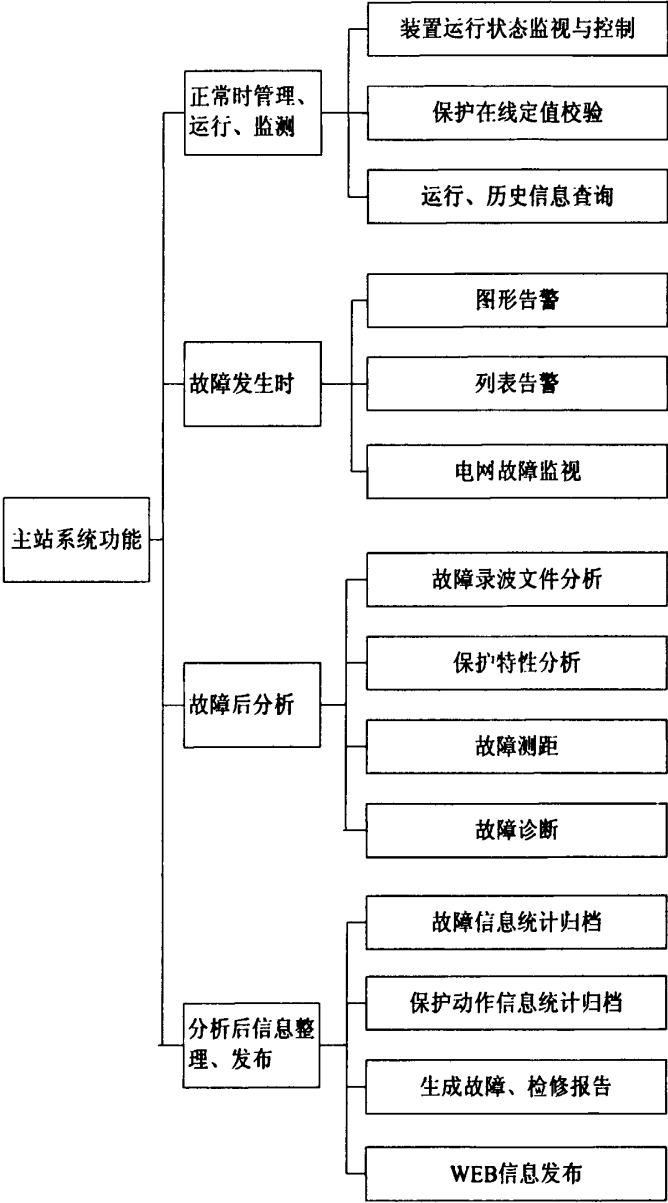 主站系统功能
正常时管理、
运行、监测
装置运行状态监视与控制
保护在线定值校验
运行、历史信息查询
故障发生时
图形告警
列表告警
电网故障监视
故障后分析
故障录波文件分析
保护特性分析
故障测距
故障诊断
分析后信息整
理、发布
故障信息统计归档
保护动作信息统计归档
生成故障、检修报告
WEB信息发布